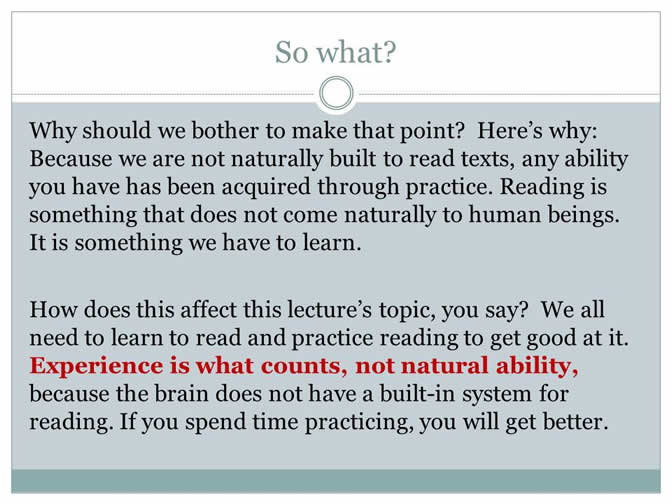 So what?
Why should we bother to make that point?  Here’s why:
Because we are not naturally built to read texts, any ability
you have has been acquired through practice. Reading is
something that does not come naturally to human beings.
It is something we have to learn.
How does this affect this lecture’s topic, you say?  We all
need to learn to read and practice reading to get good at it.
Experience is what counts, not natural ability,
because the brain does not have a built-in system for
reading. If you spend time practicing, you will get better.